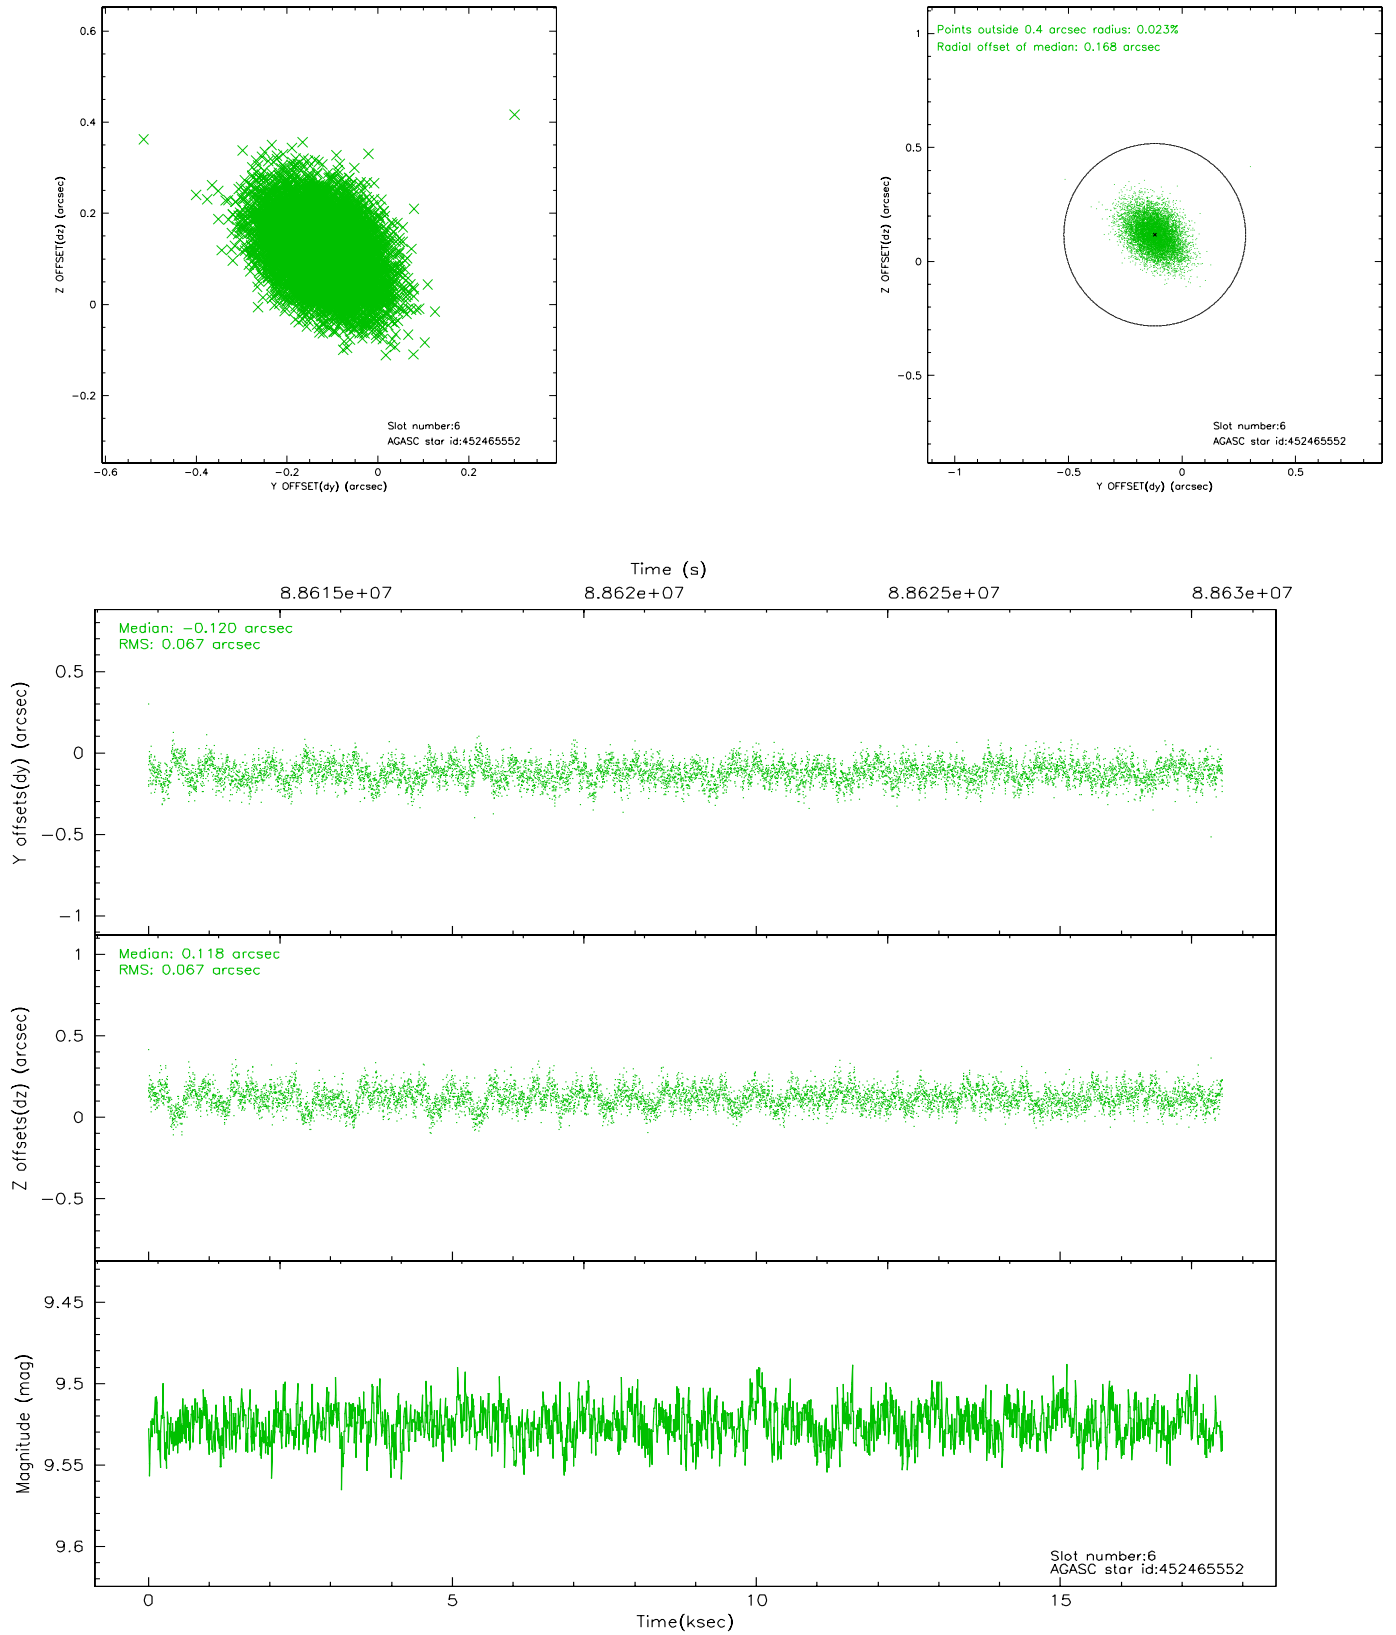 0.6
0.4
0.2
0
−0.2
Z OFFSET(dz) (arcsec)
Slot number:6
AGASC star id:452465552
−0.6 −0.4 −0.2 0 0.2
Y OFFSET(dy) (arcsec)
Points outside 0.4 arcsec radius: 0.023%
Radial offset of median: 0.168 arcsec
1
0.5
0
−0.5
Z OFFSET(dz) (arcsec)
Slot number:6
AGASC star id:452465552
−1 −0.5 0 0.5
Y OFFSET(dy) (arcsec)
Time (s)
8.8615e+07 8.862e+07 8.8625e+07 8.863e+07
Median: −0.120 arcsec
RMS: 0.067 arcsec
0.5
0
−0.5
−1
Y offsets(dy) (arcsec)
Median: 0.118 arcsec
RMS: 0.067 arcsec
1
0.5
0
−0.5
Z offsets(dz) (arcsec)
9.45
9.5
9.55
9.6
Magnitude (mag)
Slot number:6
AGASC star id:452465552
0 5 10 15
Time(ksec)